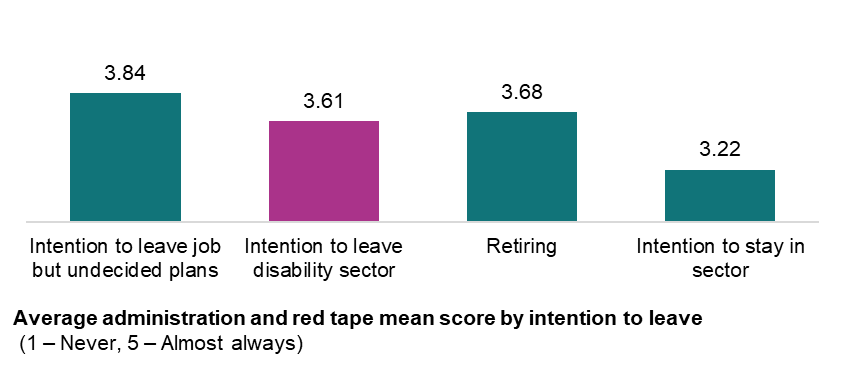 3.84
3.61
3.68
3.22
Intention to leave job
but undecided plans
Intention to leave
disability sector
Retiring
Intention to stay in
sector
Average administration and red tape mean score by intention to leave
(1 – Never, 5 – Almost always)